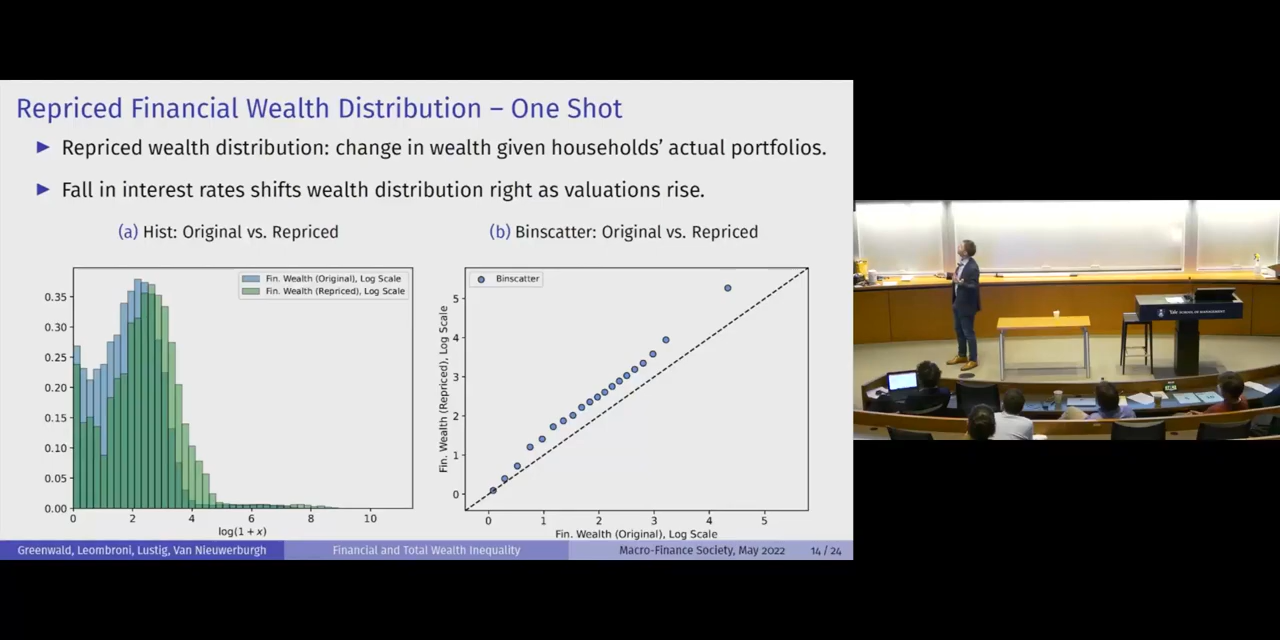 Repriced Financial Wealth Distribution – One Shot
Repriced wealth distribution: change in wealth given households' actual portfolios.
Fall in interest rates shifts wealth distribution right as valuations rise.
(a) Hist: Original vs. Repriced
(b) Binscatter: Original vs. Repriced
Fin. Wealth (Original), Log Scale
Fin. Wealth (Repriced), Log Scale
0.35
0.30
0.25
0.20
0.15
0.10
0.05
0.00
0 2 4 6 8 10
log(1 + x)
Binscatter
Fin. Wealth (Repriced), Log Scale
5
4
3
2
1
0
0 1 2 3 4 5
Fin. Wealth (Original), Log Scale
Greenwald, Leombroni, Lustig, Van Nieuwerburgh
Financial and Total Wealth Inequality
Macro-Finance Society, May 2022
14 / 24
Yale SCHOOL OF MANAGEMENT